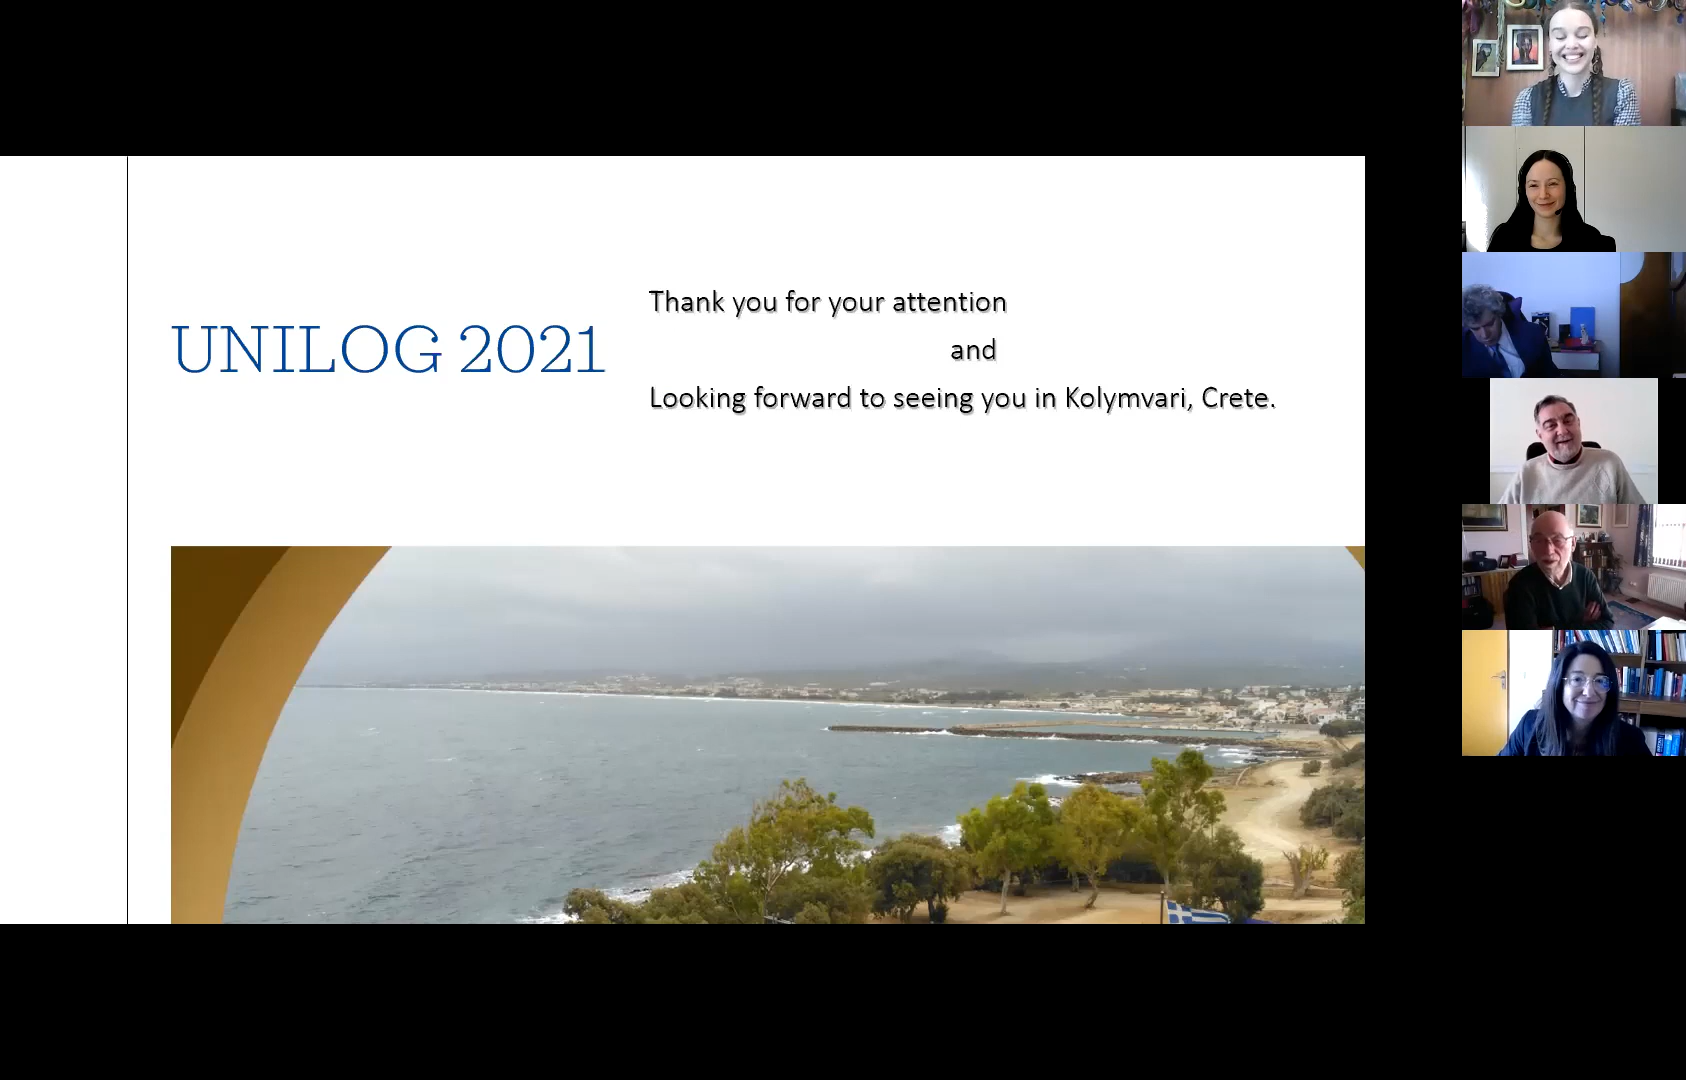 UNILOG 2021
Thank you for your attention
and
Looking forward to seeing you in Kolymvari, Crete.